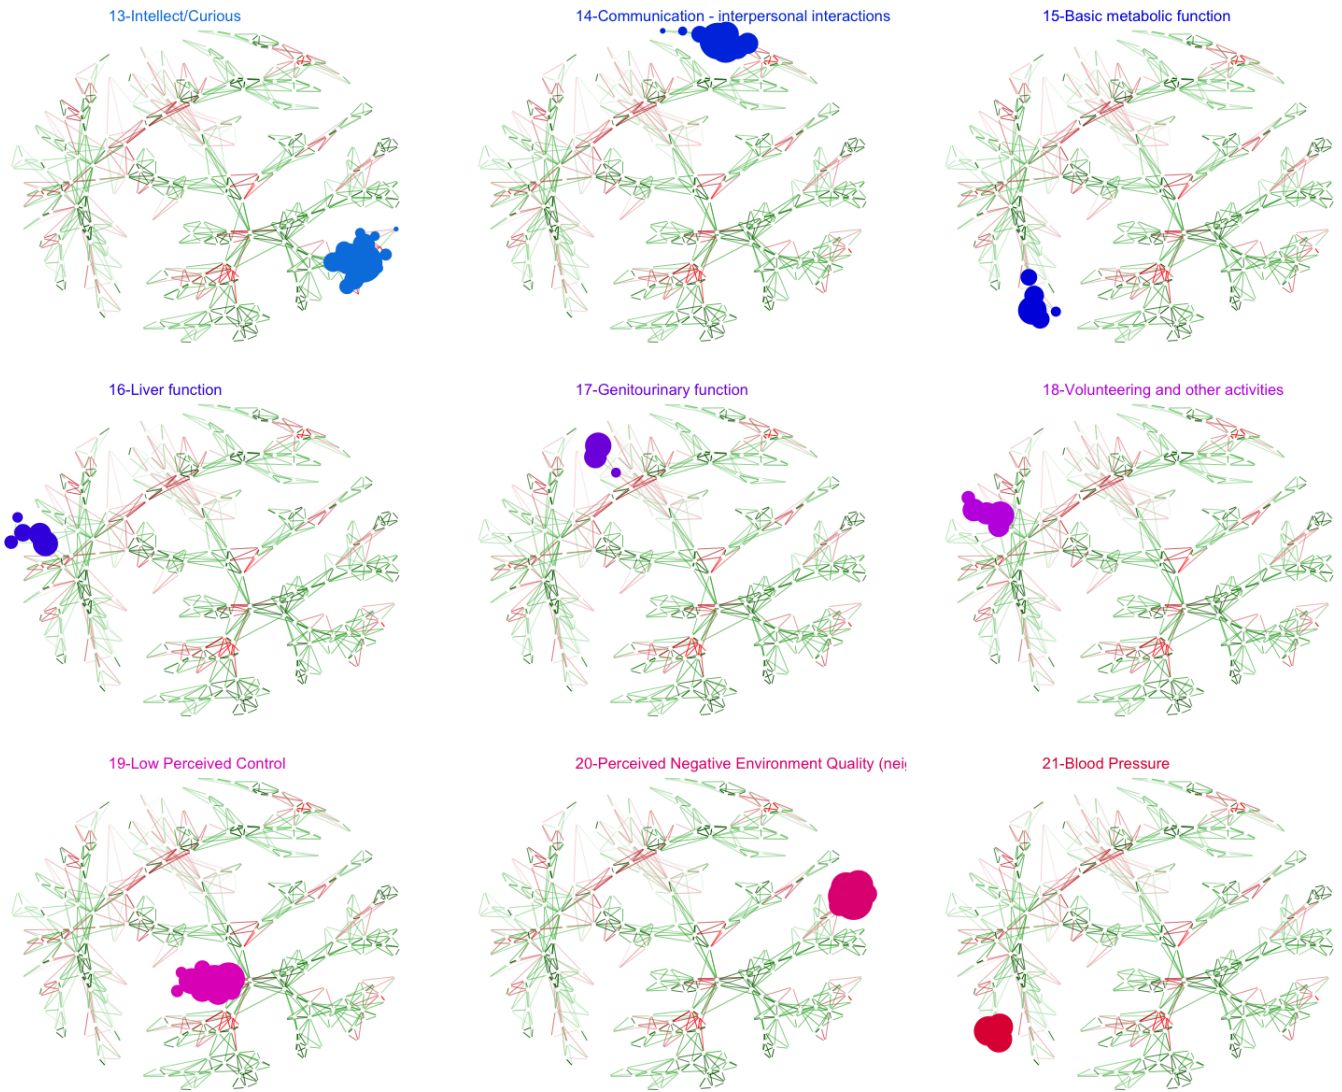 13-Intellect/Curious
14-Communication - interpersonal interactions
15-Basic metabolic function
16-Liver function
17-Genitourinary function
18-Volunteering and other activities
19-Low Perceived Control
20-Perceived Negative Environment Quality (neig
21-Blood Pressure